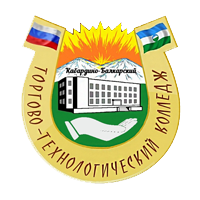 Кабардино-Балкарский
ТОРГОВО-ТЕХНОЛОГИЧЕСКИЙ КОЛЛЕДЖ